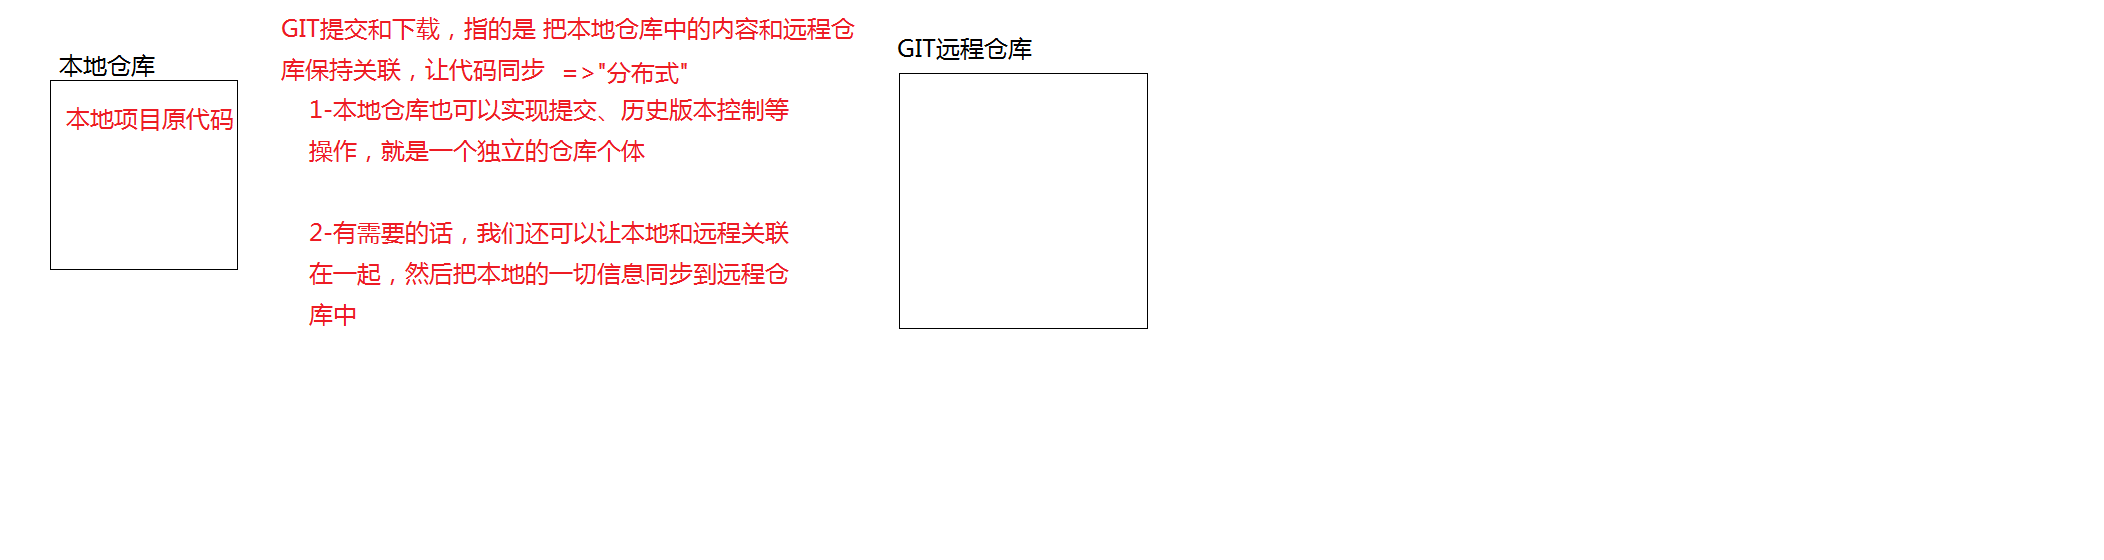 本地仓库
本地项目原代码
GIT提交和下载，指的是 把本地仓库中的内容和远程仓
库保持关联，让代码同步 =>"分布式"
1-本地仓库也可以实现提交、历史版本控制等
操作，就是一个独立的仓库个体
2-有需要的话，我们还可以让本地和远程关联
在一起，然后把本地的一切信息同步到远程仓
库中
GIT远程仓库